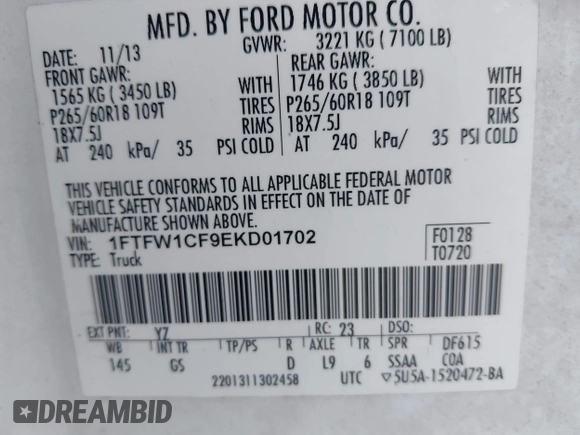 MFD. BY FORD MOTOR CO.
DATE: 11/13 GVWR: 3221 KG ( 7100 LB)
FRONT GAWR: REAR GAWR:
1565 KG ( 3450 LB) WITH 1746 KG ( 3850 LB) WITH
P265/60R18 109T TIRES P265/60R18 109T TIRES
18X7.5J RIMS 18X7.5J RIMS
AT 240 kPa/ 35 PSI COLD AT 240 kPa/ 35 PSI COLD
THIS VEHICLE CONFORMS TO ALL APPLICABLE FEDERAL MOTOR
VEHICLE SAFETY STANDARDS IN EFFECT ON THE DATE OF
MANUFACTURE SHOWN ABOVE.
VIN: 1FTFW1CF9EKD01702 F0128
TYPE: Truck T0720
EXT PNT: YZ RC: 23 DSO:
WB INT TR TP/PS R AXLE TR SPR DF615
145 GS D L9 6 SSAA COA
2201311302458 UTC ▽5U5A-1520472-BA
DREAMBID